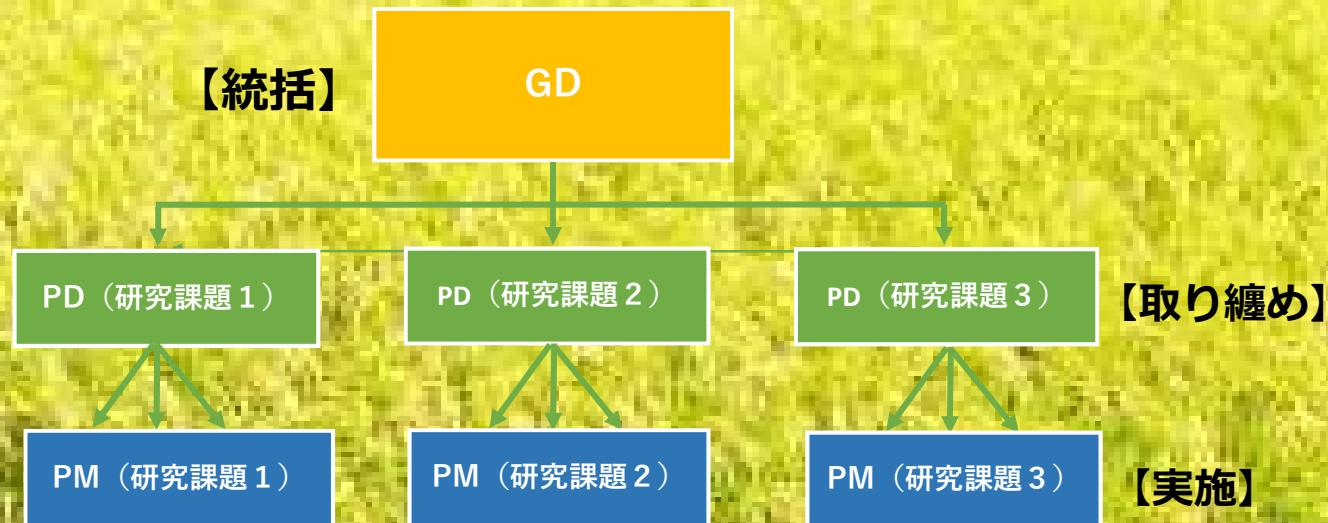 【統括】
GD
PD（研究課題１）
PD（研究課題２）
PD（研究課題３）
【取り纏め】
PM（研究課題１）
PM（研究課題２）
PM（研究課題３）
【実施】